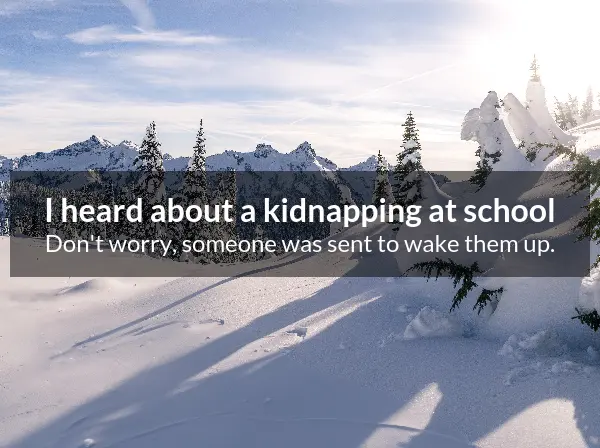 I heard about a kidnapping at school
Don't worry, someone was sent to wake them up.